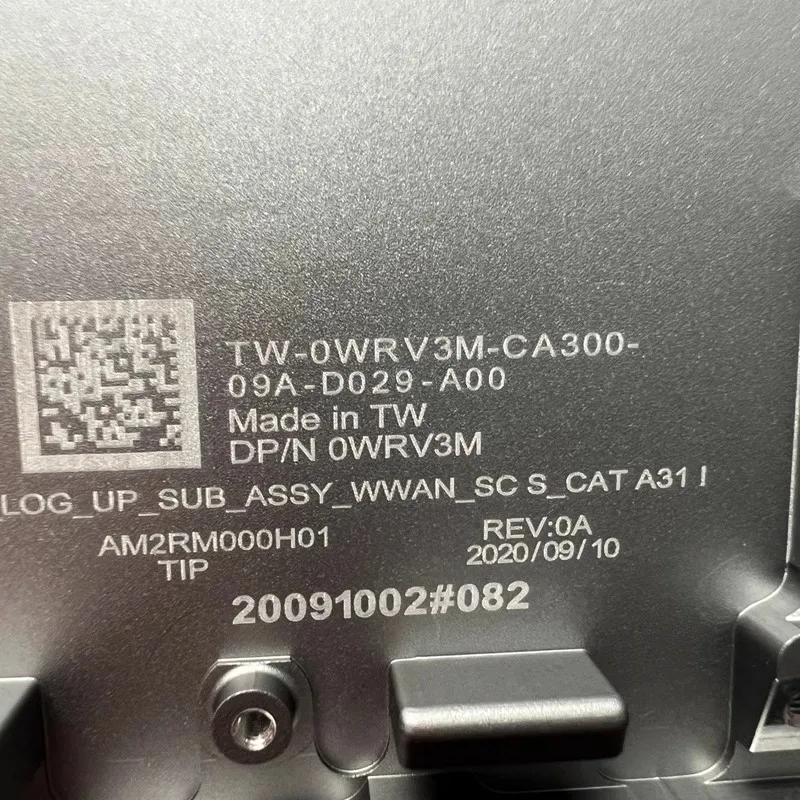 TW-0WRV3M-CA300-
09A-D029-A00
Made in TW
DP/N 0WRV3M
_LOG_UP_SUB_ASSY_WWAN_SC S_CAT A31 !
AM2RM000H01 REV:0A
TIP 2020/09/10
20091002#082